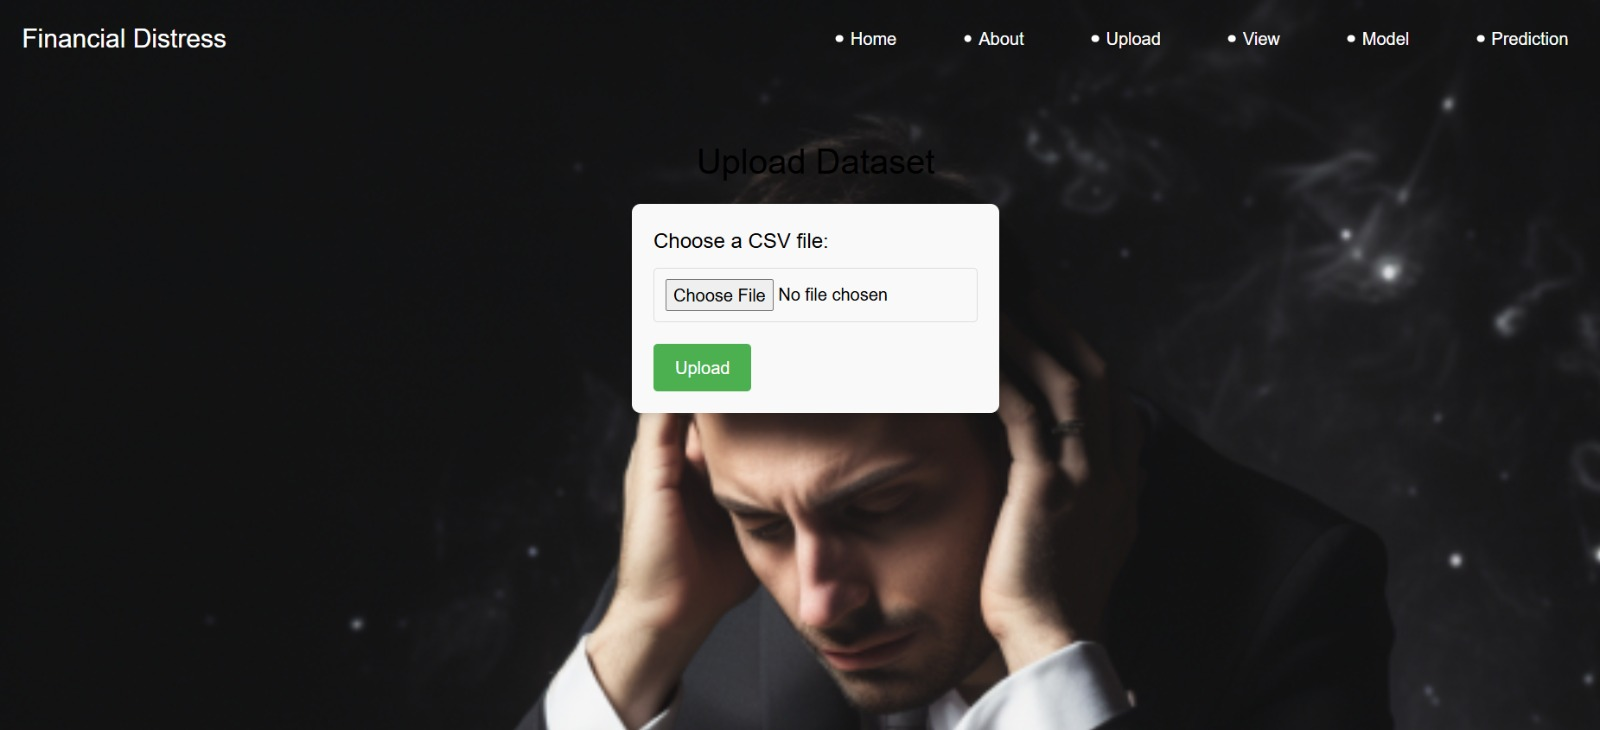 Financial Distress
Home
About
Upload
View
Model
Prediction
Upload Dataset
Choose a CSV file:
Choose File No file chosen
Upload